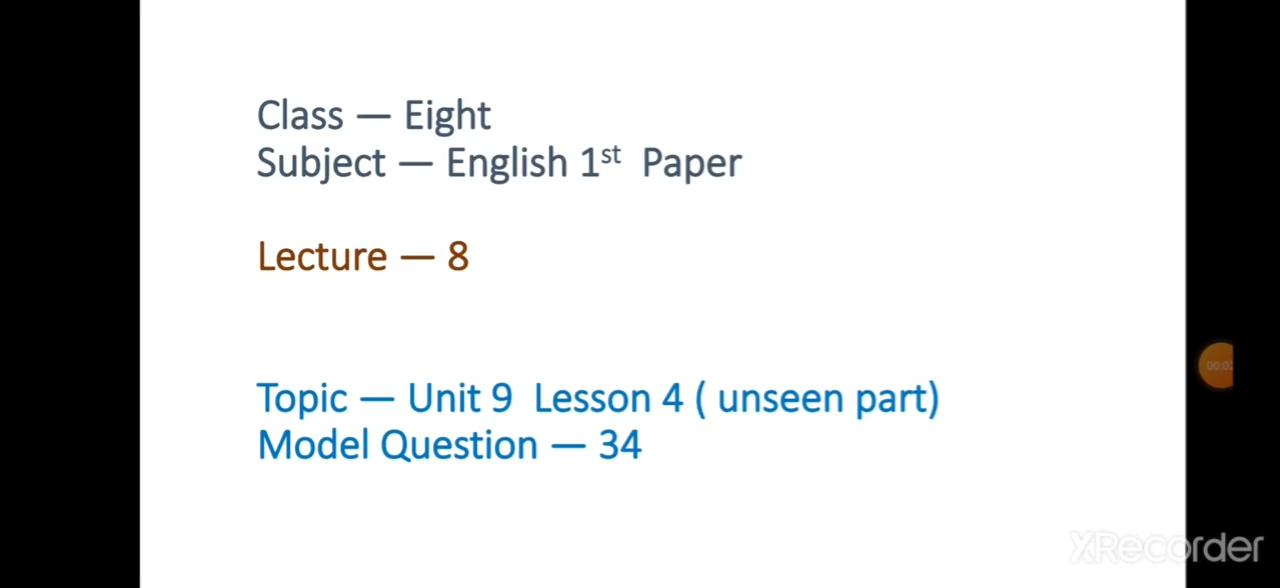 Class — Eight
Subject — English 1st Paper
Lecture — 8
Topic — Unit 9 Lesson 4 ( unseen part)
Model Question — 34
XRecorder